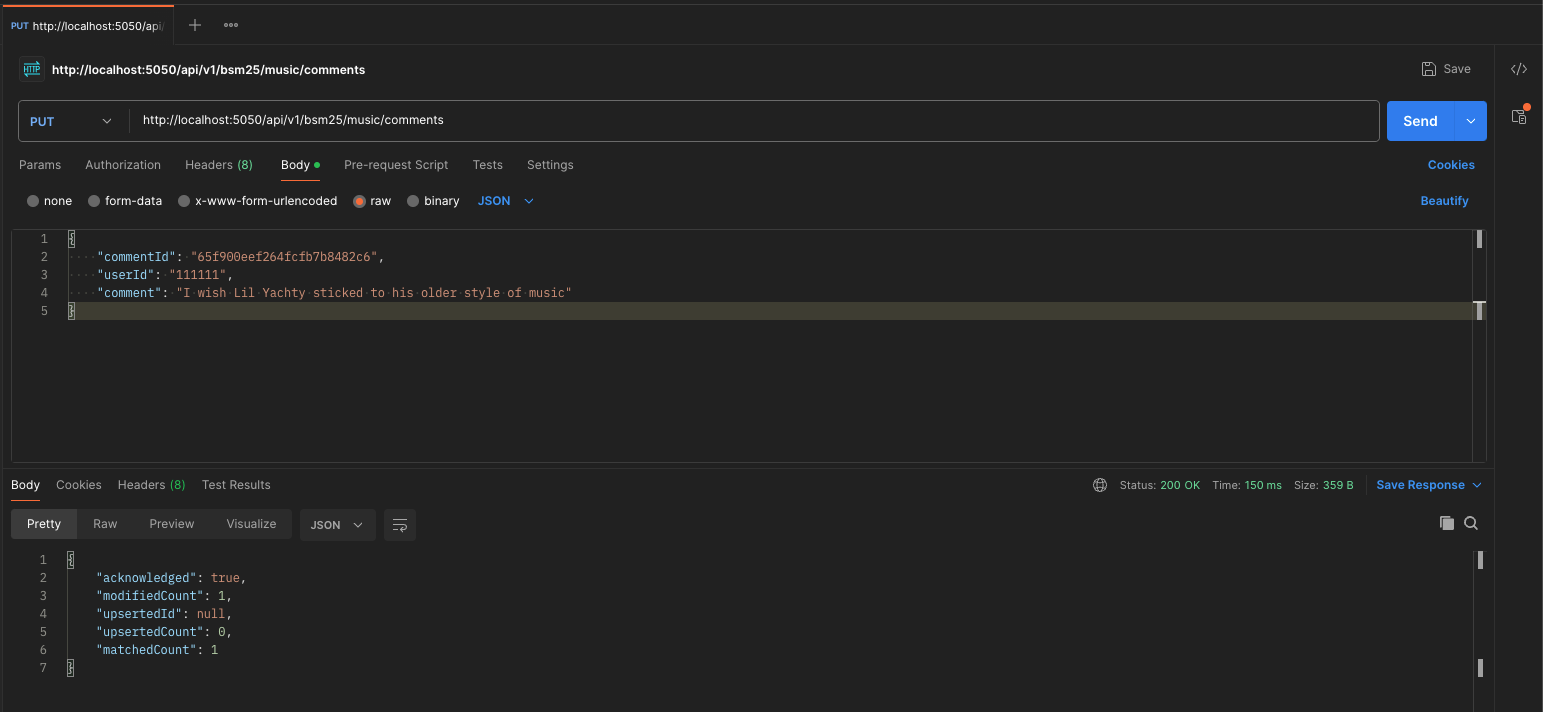 PUT http://localhost:5050/api/
HTTP http://localhost:5050/api/v1/bsm25/music/comments
Save
PUT http://localhost:5050/api/v1/bsm25/music/comments
Send
Params Authorization Headers (8) Body Pre-request Script Tests Settings Cookies
none form-data x-www-form-urlencoded raw binary JSON Beautify
1 {
2 "commentId": "65f900eef264fcfb7b8482c6",
3 "userId": "111111",
4 "comment": "I wish Lil Yachty sticked to his older style of music"
5 }
Body Cookies Headers (8) Test Results Status: 200 OK Time: 150 ms Size: 359 B Save Response
Pretty Raw Preview Visualize JSON
1 {
2 "acknowledged": true,
3 "modifiedCount": 1,
4 "upsertedId": null,
5 "upsertedCount": 0,
6 "matchedCount": 1
7 }